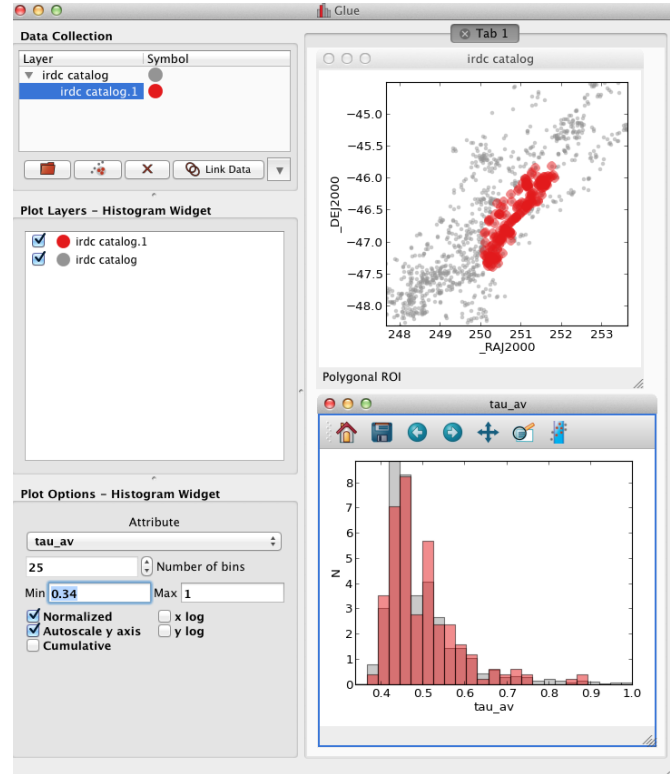 Glue
Data Collection
Layer Symbol
irdc catalog
irdc catalog.1
Link Data
Plot Layers – Histogram Widget
irdc catalog.1
irdc catalog
Plot Options – Histogram Widget
Attribute
tau_av
25 Number of bins
Min 0.34 Max 1
Normalized x log
Autoscale y axis y log
Cumulative
Tab 1
irdc catalog
−45.0
−45.5
−46.0
−46.5
−47.0
−47.5
−48.0
_DEJ2000
248 249 250 251 252 253
_RAJ2000
Polygonal ROI
tau_av
8
7
6
5
4
3
2
1
0
N
0.4 0.5 0.6 0.7 0.8 0.9 1.0
tau_av